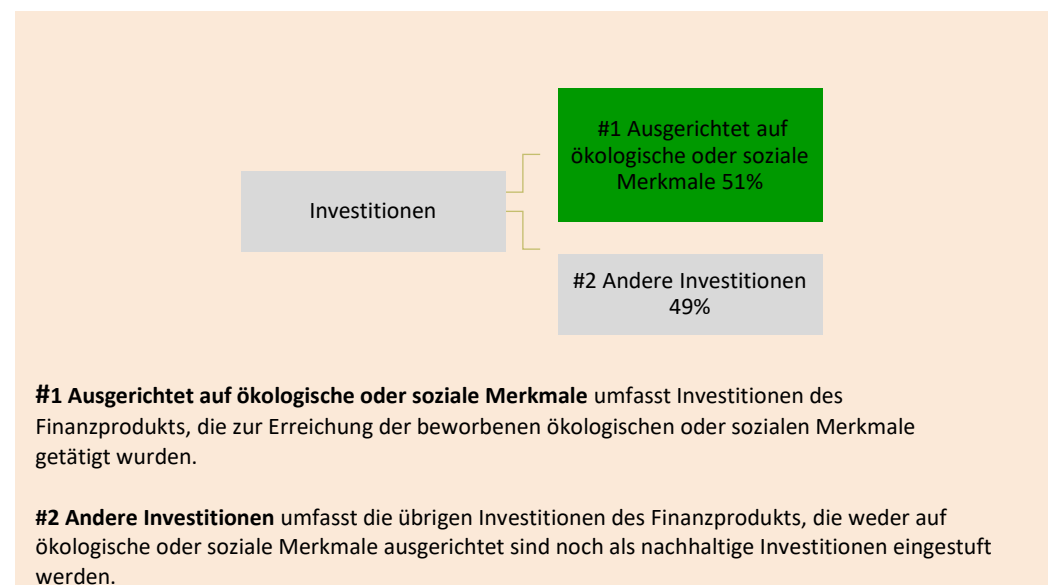 #1 Ausgerichtet auf
ökologische oder soziale
Merkmale 51%
Investitionen
#2 Andere Investitionen
49%
#1 Ausgerichtet auf ökologische oder soziale Merkmale umfasst Investitionen des
Finanzprodukts, die zur Erreichung der beworbenen ökologischen oder sozialen Merkmale
getätigt wurden.
#2 Andere Investitionen umfasst die übrigen Investitionen des Finanzprodukts, die weder auf
ökologische oder soziale Merkmale ausgerichtet sind noch als nachhaltige Investitionen eingestuft
werden.